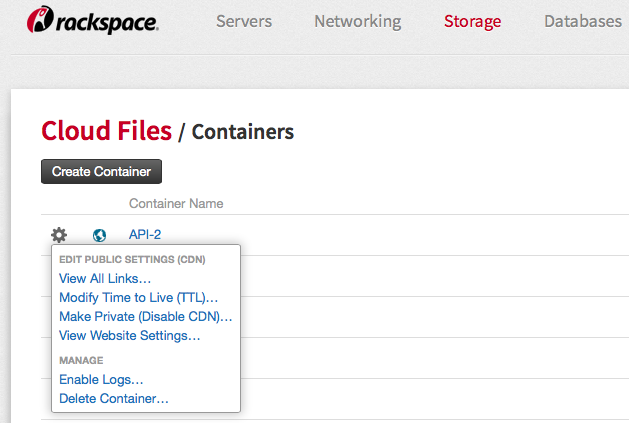 rackspace.
Servers Networking Storage Databases
Cloud Files / Containers
Create Container
Container Name
API-2
EDIT PUBLIC SETTINGS (CDN)
View All Links...
Modify Time to Live (TTL)...
Make Private (Disable CDN)...
View Website Settings...
MANAGE
Enable Logs...
Delete Container...